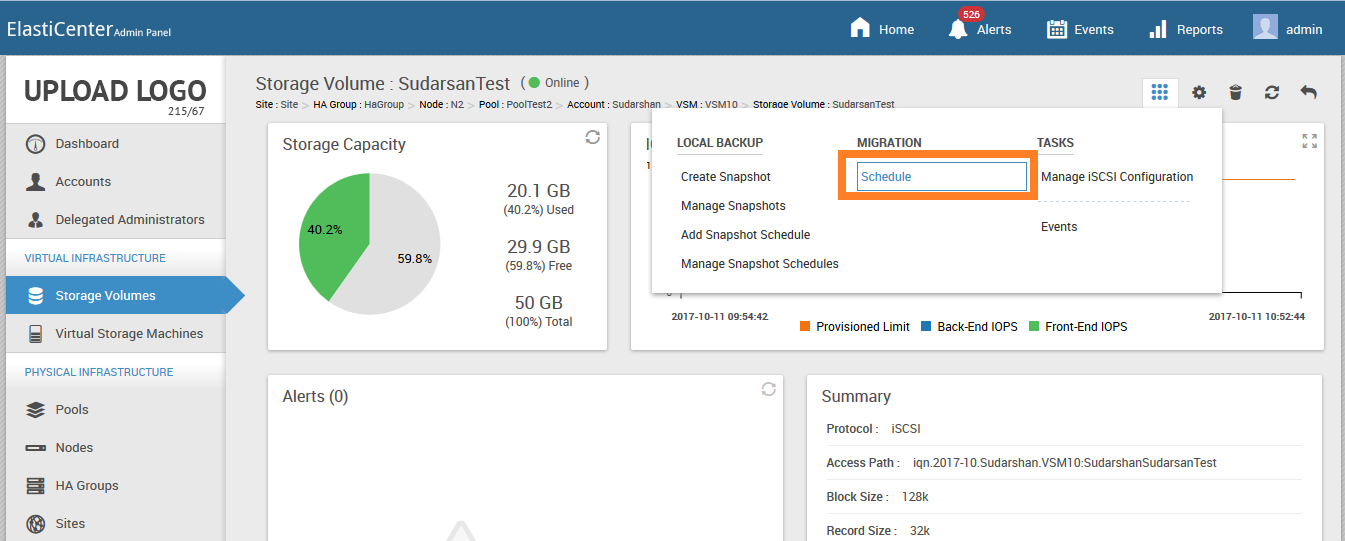 ElastiCenter Admin Panel
Home
526
Alerts
Events
Reports
admin
UPLOAD LOGO
215/67
Dashboard
Accounts
Delegated Administrators
VIRTUAL INFRASTRUCTURE
Storage Volumes
Virtual Storage Machines
PHYSICAL INFRASTRUCTURE
Pools
Nodes
HA Groups
Sites
Storage Volume : SudarsanTest ( Online )
Site : Site > HA Group : HaGroup > Node : N2 > Pool : PoolTest2 > Account : Sudarshan > VSM : VSM10 > Storage Volume : SudarsanTest
Storage Capacity
40.2%
59.8%
20.1 GB
(40.2%) Used
29.9 GB
(59.8%) Free
50 GB
(100%) Total
LOCAL BACKUP
Create Snapshot
Manage Snapshots
Add Snapshot Schedule
Manage Snapshot Schedules
MIGRATION
Schedule
TASKS
Manage iSCSI Configuration
Events
2017-10-11 09:54:42
2017-10-11 10:52:44
Provisioned Limit
Back-End IOPS
Front-End IOPS
Alerts (0)
Summary
Protocol : iSCSI
Access Path : iqn.2017-10.Sudarshan.VSM10:SudarshanSudarsanTest
Block Size : 128k
Record Size : 32k